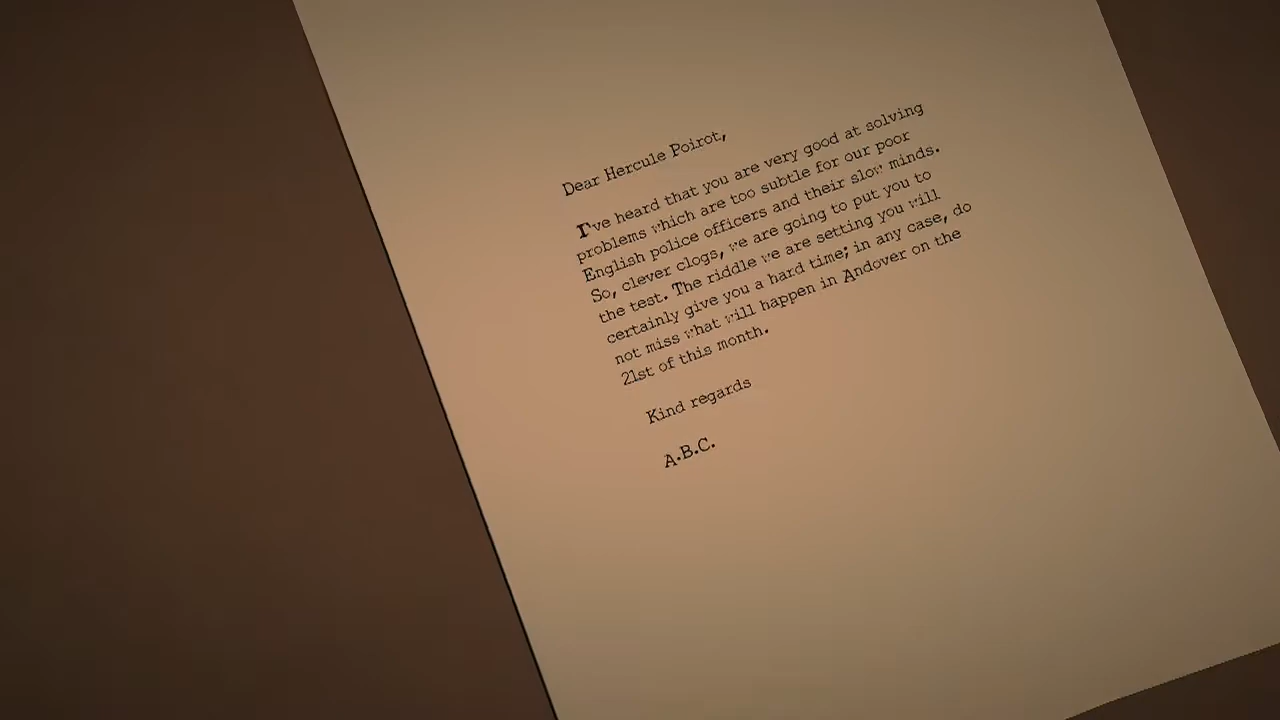 Dear Hercule Poirot,
I've heard that you are very good at solving
problems which are too subtle for our poor
English police officers and their slow minds.
So, clever clogs, we are going to put you to
the test. The riddle we are setting you will
certainly give you a hard time; in any case, do
not miss what will happen in Andover on the
21st of this month.
Kind regards
A.B.C.